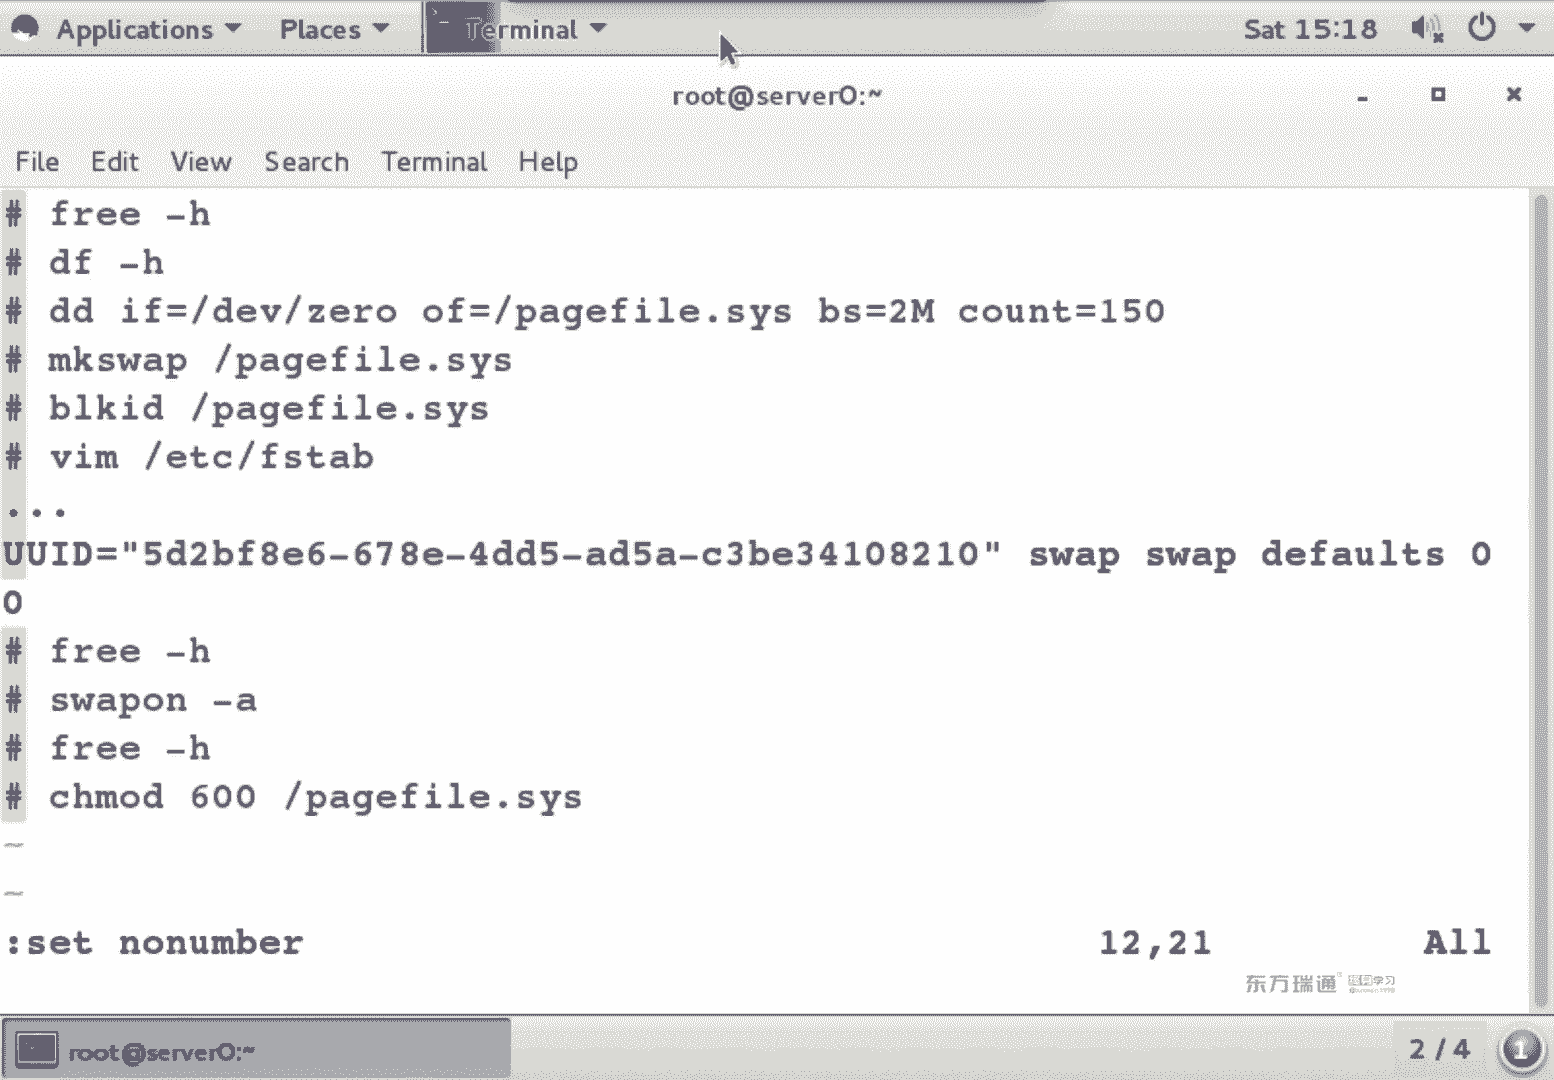 Applications Places Terminal Sat 15:18
root@server0:~
File Edit View Search Terminal Help
# free -h
# df -h
# dd if=/dev/zero of=/pagefile.sys bs=2M count=150
# mkswap /pagefile.sys
# blkid /pagefile.sys
# vim /etc/fstab
...
UUID="5d2bf8e6-678e-4dd5-ad5a-c3be34108210" swap swap defaults 0
0
# free -h
# swapon -a
# free -h
# chmod 600 /pagefile.sys
~
~
:set nonumber 12,21 All
东方瑞通 学习
root@server0:~ 2 / 4 1